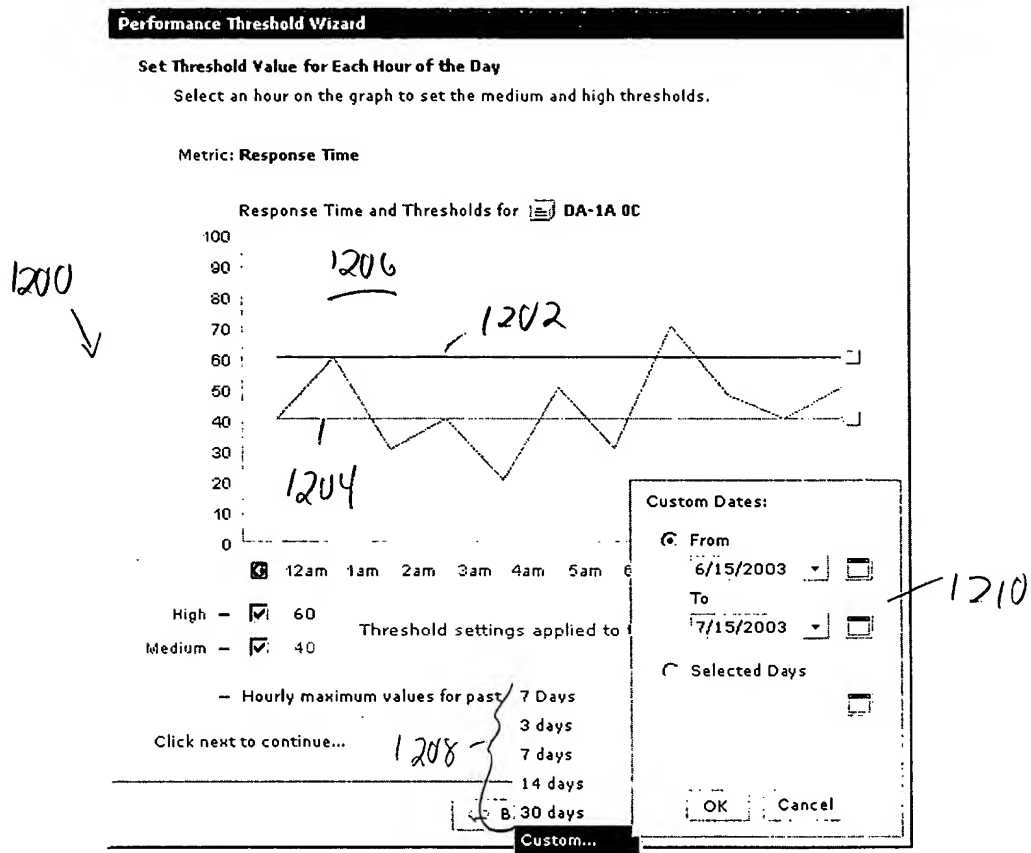 Performance Threshold Wizard
Set Threshold Value for Each Hour of the Day
Select an hour on the graph to set the medium and high thresholds.
Metric: Response Time
Response Time and Thresholds for DA-1A 0C
100
90
80
70
60
50
40
30
20
10
0
1200
1206
1202
1204
12am 1am 2am 3am 4am 5am 6
High – 60
Medium – 40
Threshold settings applied to
– Hourly maximum values for past 7 Days
3 days
7 days
14 days
30 days
Custom...
1208
Click next to continue...
B
Custom Dates:
From
6/15/2003
To
7/15/2003
Selected Days
OK Cancel
1210